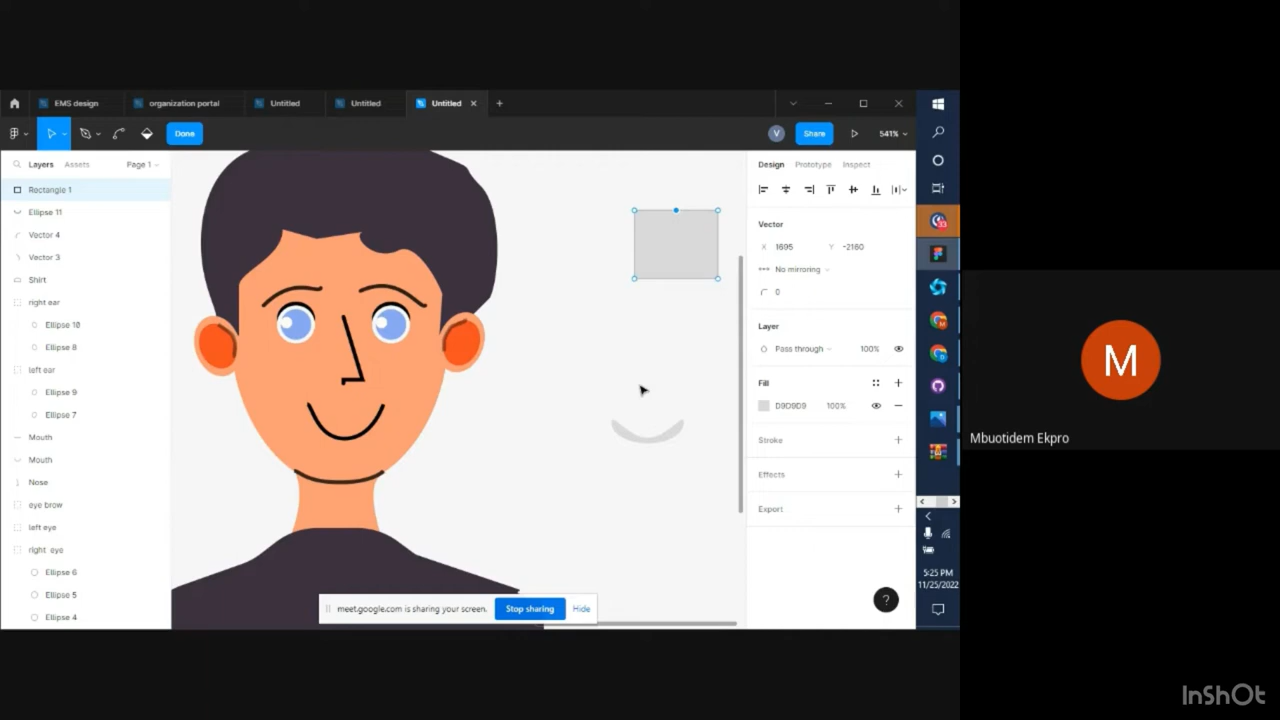 EMS design
organization portal
Untitled
Untitled
Untitled
Done
V
Share
541%
Layers
Assets
Page 1
Design
Prototype
Inspect
Rectangle 1
Ellipse 11
Vector 4
Vector 3
Shirt
right ear
Ellipse 10
Ellipse 8
left ear
Ellipse 9
Ellipse 7
Mouth
Mouth
Nose
eye brow
left eye
right eye
Ellipse 6
Ellipse 5
Ellipse 4
Vector
X 1695 Y -2160
No mirroring
0
Layer
Pass through 100%
Fill
D9D9D9 100%
Stroke
Effects
Export
?
meet.google.com is sharing your screen.
Stop sharing
Hide
5:25 PM
11/25/2022
M
Mbuotidem Ekpro
InShOt